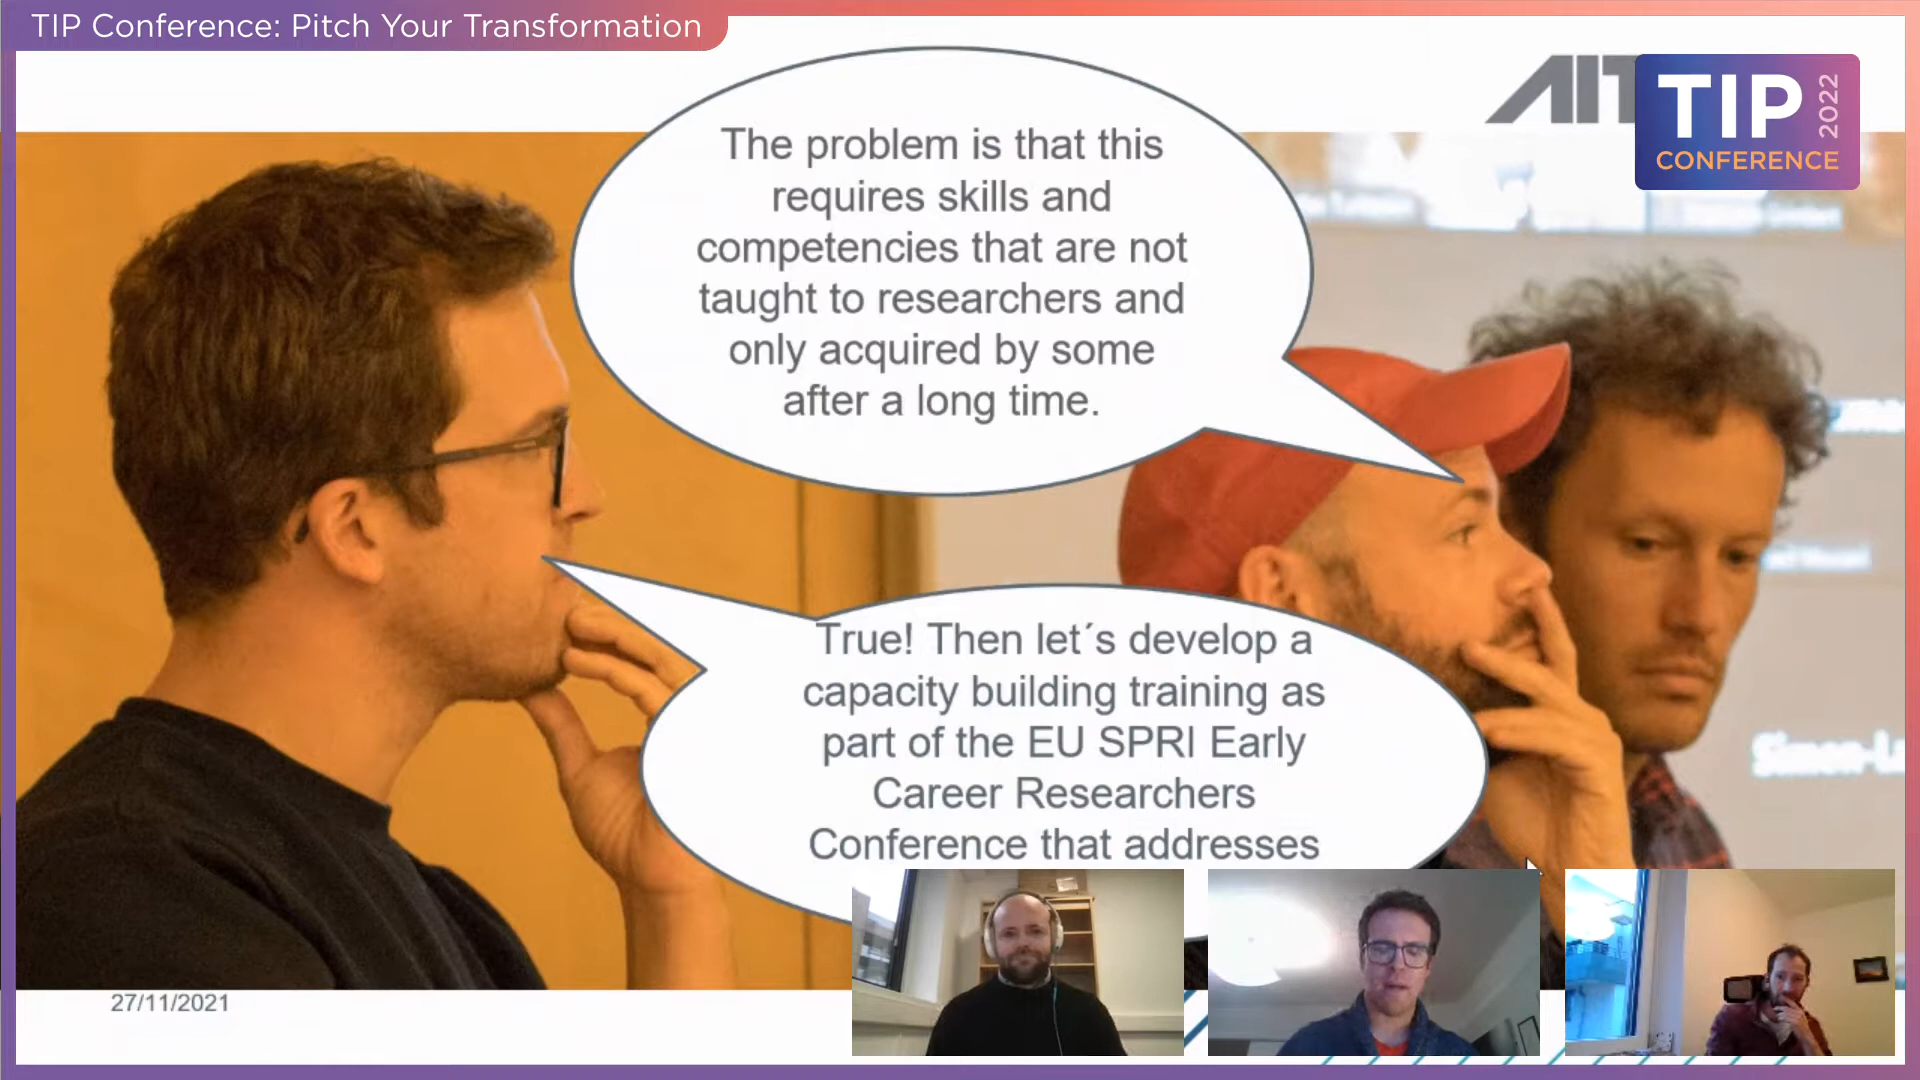 TIP Conference: Pitch Your Transformation
AIT
TIP 2022
CONFERENCE
The problem is that this
requires skills and
competencies that are not
taught to researchers and
only acquired by some
after a long time.
True! Then let´s develop a
capacity building training as
part of the EU SPRI Early
Career Researchers
Conference that addresses
27/11/2021